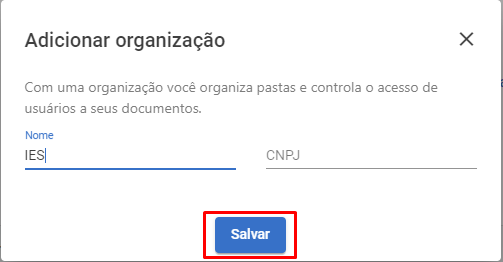 Adicionar organização
Com uma organização você organiza pastas e controla o acesso de
usuários a seus documentos.
Nome
IES
CNPJ
Salvar